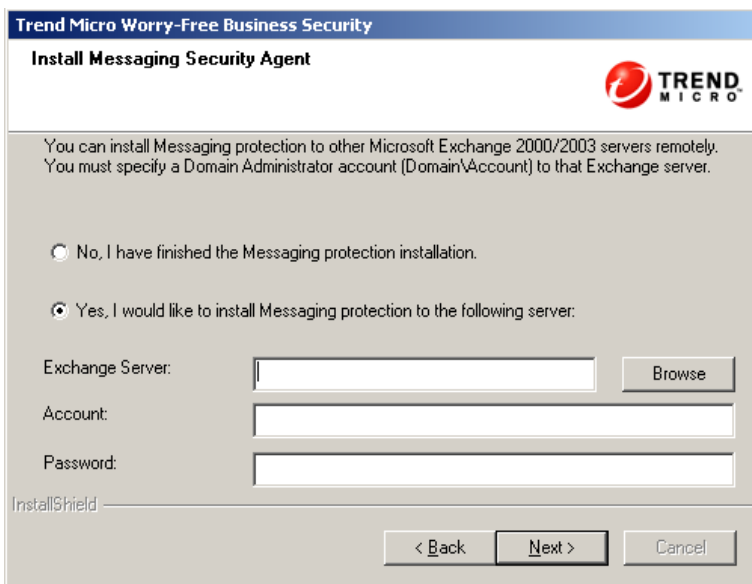 Trend Micro Worry-Free Business Security
Install Messaging Security Agent
TREND
MICRO™
You can install Messaging protection to other Microsoft Exchange 2000/2003 servers remotely.
You must specify a Domain Administrator account (Domain\Account) to that Exchange server.
No, I have finished the Messaging protection installation.
Yes, I would like to install Messaging protection to the following server:
Exchange Server:
Browse
Account:
Password:
InstallShield
< Back
Next >
Cancel